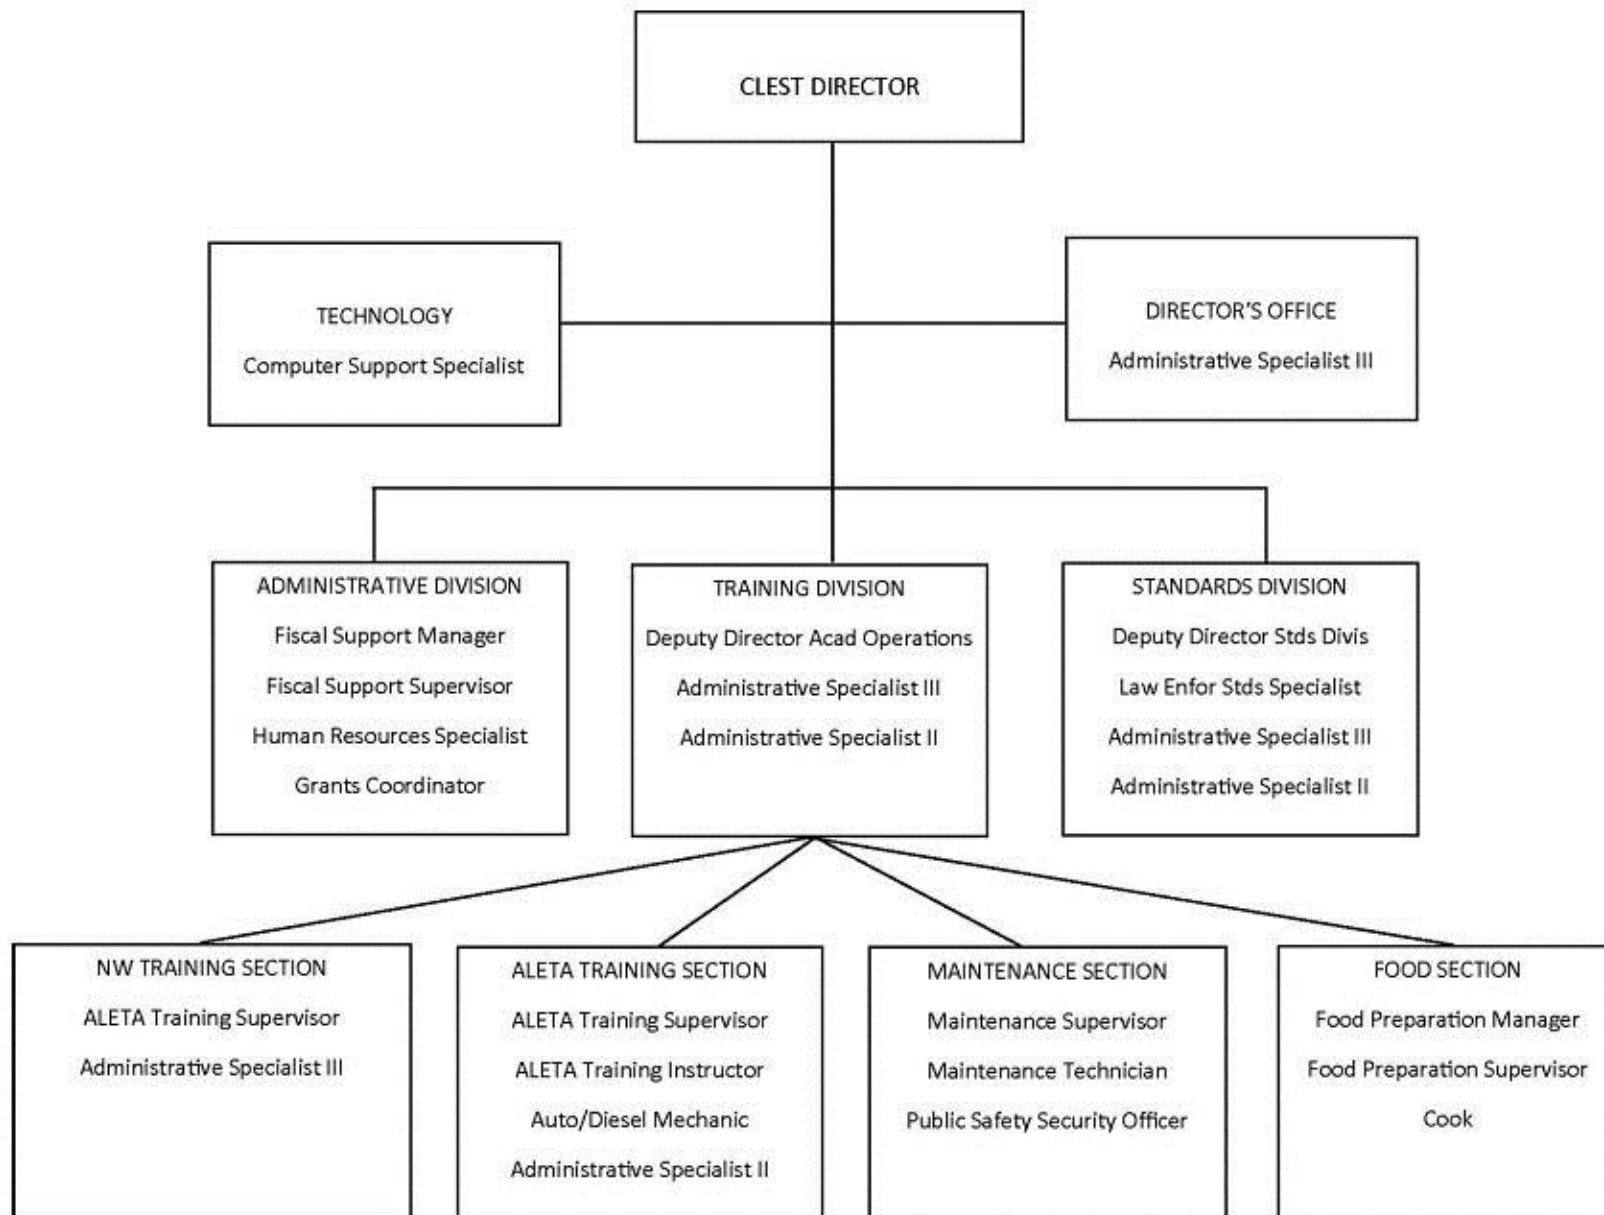 CLEST DIRECTOR
TECHNOLOGY
Computer Support Specialist
DIRECTOR’S OFFICE
Administrative Specialist III
ADMINISTRATIVE DIVISION
Fiscal Support Manager
Fiscal Support Supervisor
Human Resources Specialist
Grants Coordinator
TRAINING DIVISION
Deputy Director Acad Operations
Administrative Specialist III
Administrative Specialist II
STANDARDS DIVISION
Deputy Director Stds Divis
Law Enfor Stds Specialist
Administrative Specialist III
Administrative Specialist II
NW TRAINING SECTION
ALETA Training Supervisor
Administrative Specialist III
ALETA TRAINING SECTION
ALETA Training Supervisor
ALETA Training Instructor
Auto/Diesel Mechanic
Administrative Specialist II
MAINTENANCE SECTION
Maintenance Supervisor
Maintenance Technician
Public Safety Security Officer
FOOD SECTION
Food Preparation Manager
Food Preparation Supervisor
Cook